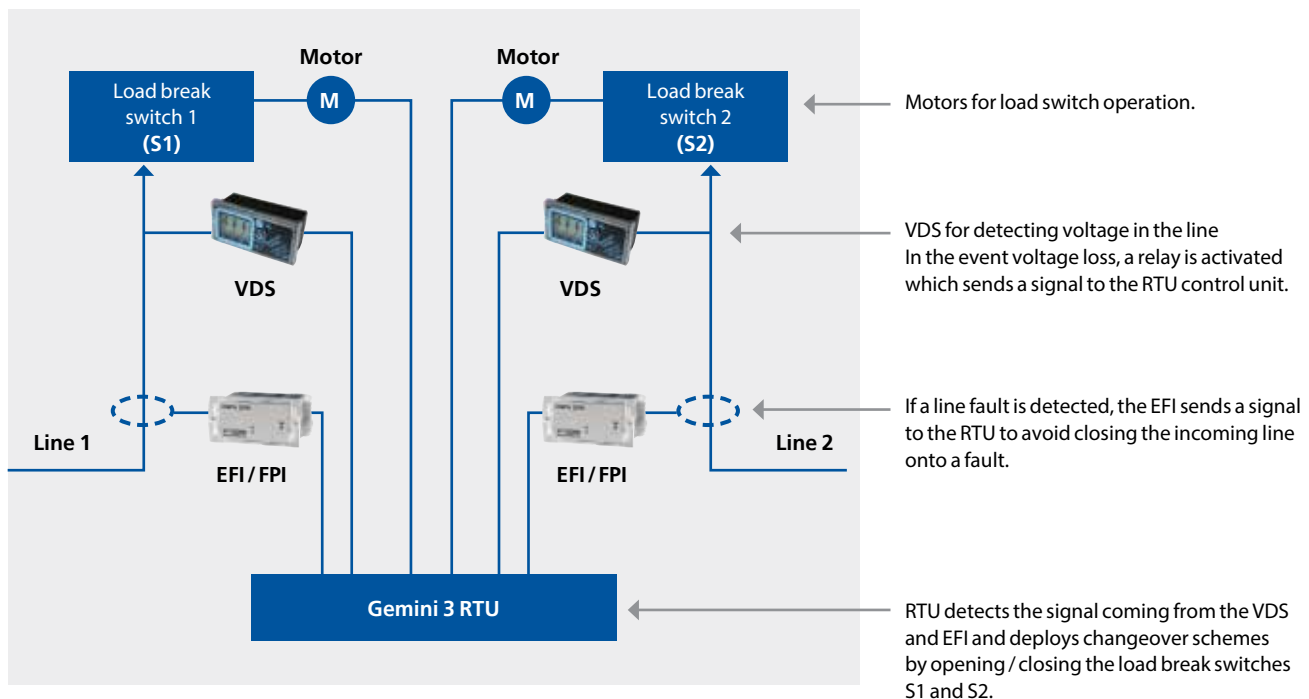 Motor
Motor
Load break
switch 1
(S1)
M
M
Load break
switch 2
(S2)
Motors for load switch operation.
VDS for detecting voltage in the line
In the event voltage loss, a relay is activated
which sends a signal to the RTU control unit.
VDS
VDS
If a line fault is detected, the EFI sends a signal
to the RTU to avoid closing the incoming line
onto a fault.
Line 1
Line 2
EFI / FPI
EFI / FPI
Gemini 3 RTU
RTU detects the signal coming from the VDS
and EFI and deploys changeover schemes
by opening / closing the load break switches
S1 and S2.